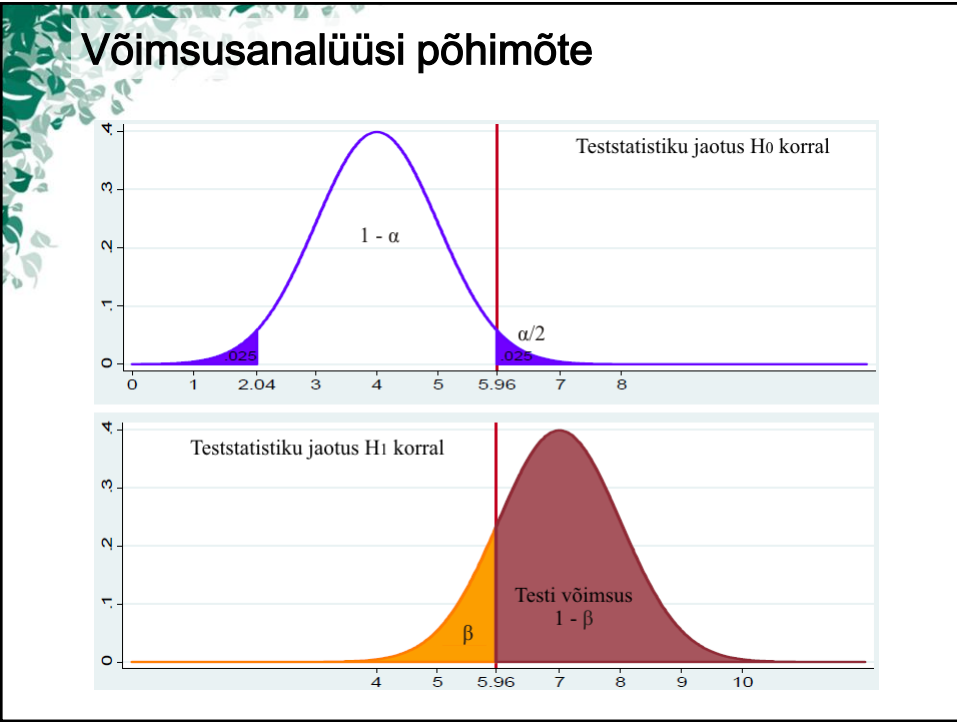 Võimsusanalüüsi põhimõte
Teststatistiku jaotus H0 korral
.4
.3
.2
.1
0
1 - α
α/2
.025
.025
0 1 2.04 3 4 5 5.96 7 8
Teststatistiku jaotus H1 korral
.4
.3
.2
.1
0
Testi võimsus
1 - β
β
4 5 5.96 7 8 9 10